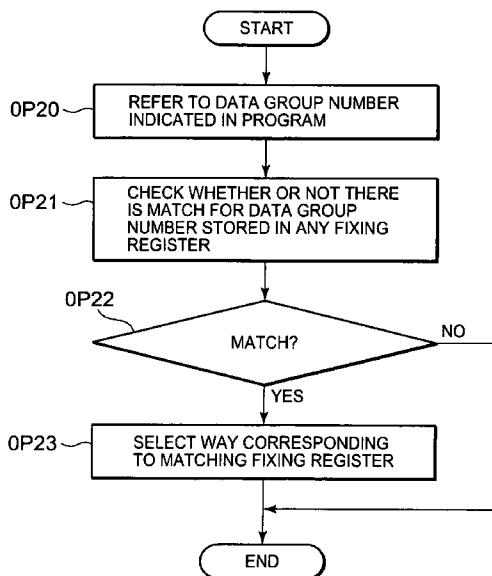 START
0P20
REFER TO DATA GROUP NUMBER
INDICATED IN PROGRAM
0P21
CHECK WHETHER OR NOT THERE
IS MATCH FOR DATA GROUP
NUMBER STORED IN ANY FIXING
REGISTER
0P22
MATCH?
NO
YES
0P23
SELECT WAY CORRESPONDING
TO MATCHING FIXING REGISTER
END